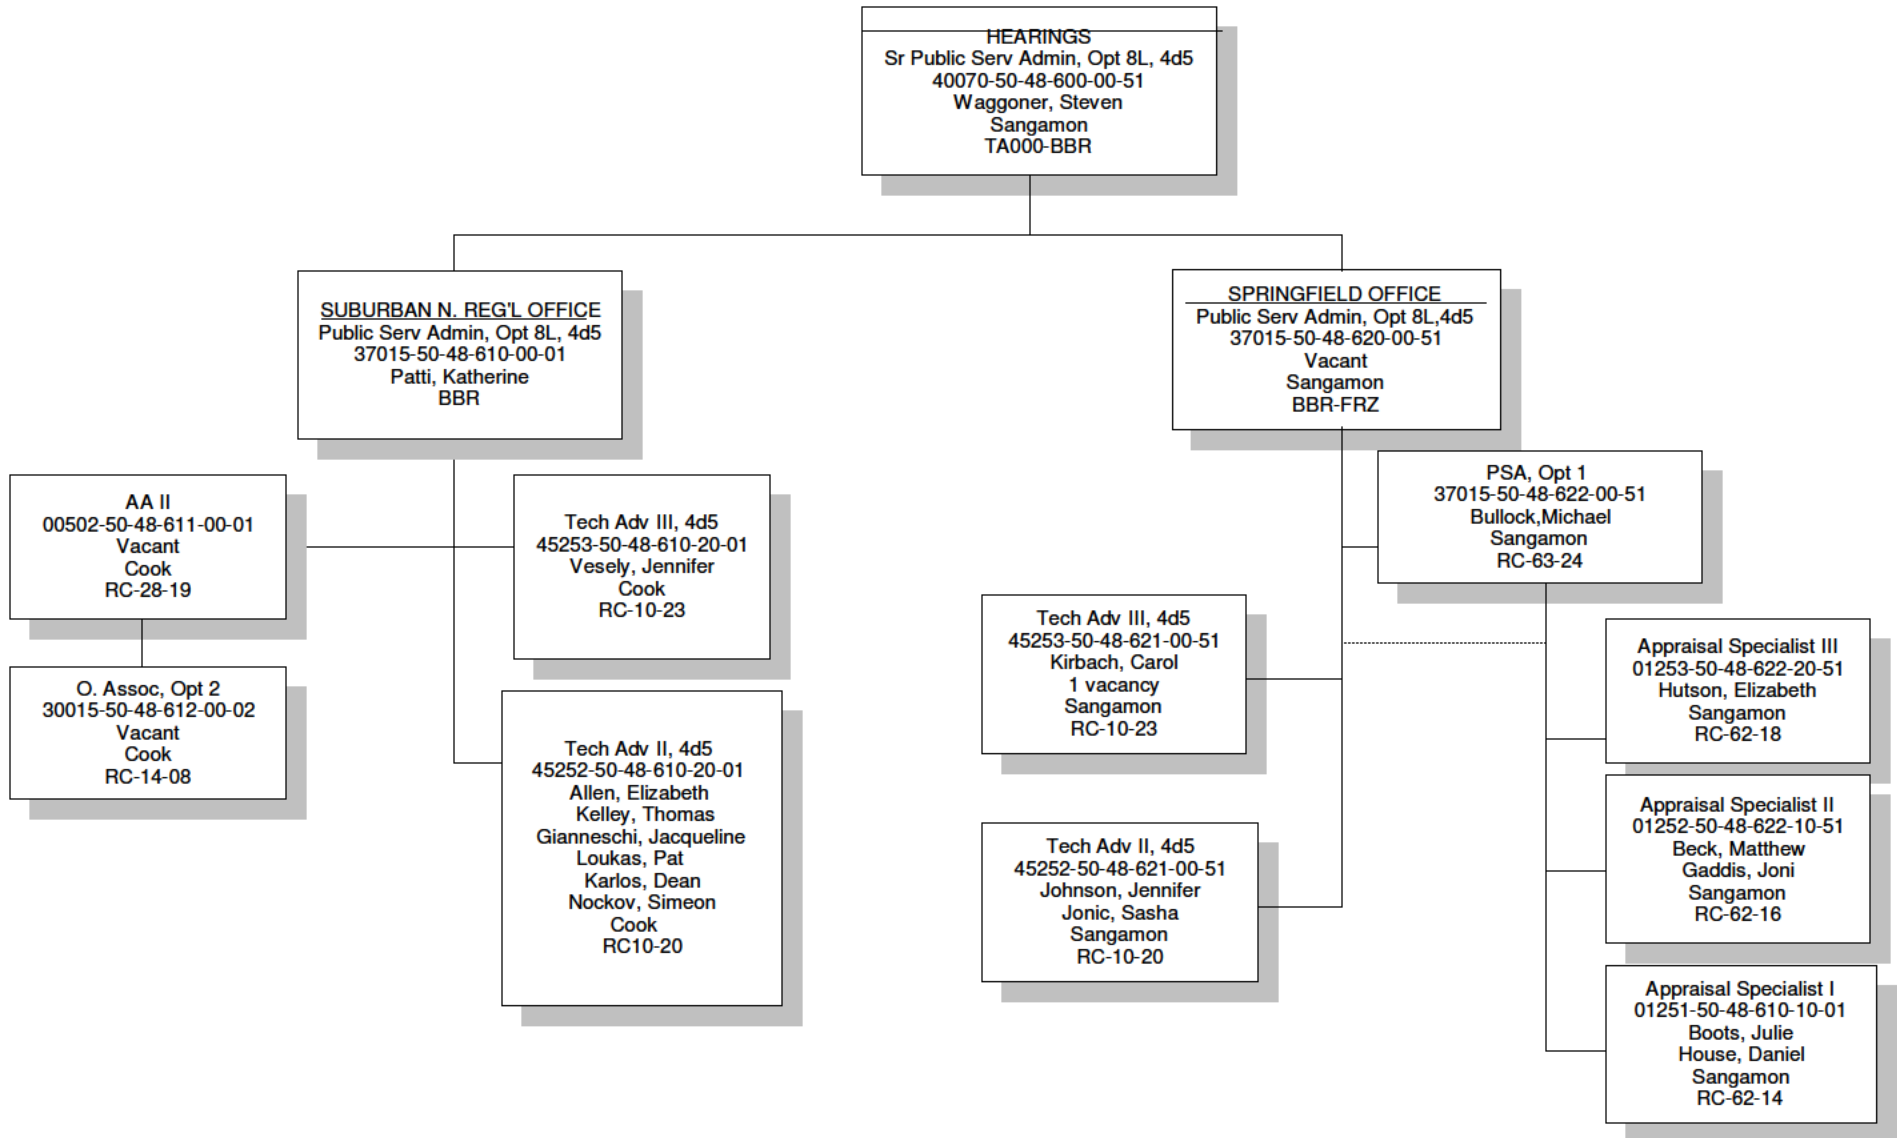 HEARINGS
Sr Public Serv Admin, Opt 8L, 4d5
40070-50-48-600-00-51
Waggoner, Steven
Sangamon
TA000-BBR
SUBURBAN N. REG'L OFFICE
Public Serv Admin, Opt 8L, 4d5
37015-50-48-610-00-01
Patti, Katherine
BBR
SPRINGFIELD OFFICE
Public Serv Admin, Opt 8L,4d5
37015-50-48-620-00-51
Vacant
Sangamon
BBR-FRZ
AA II
00502-50-48-611-00-01
Vacant
Cook
RC-28-19
O. Assoc, Opt 2
30015-50-48-612-00-02
Vacant
Cook
RC-14-08
Tech Adv III, 4d5
45253-50-48-610-20-01
Vesely, Jennifer
Cook
RC-10-23
Tech Adv II, 4d5
45252-50-48-610-20-01
Allen, Elizabeth
Kelley, Thomas
Gianneschi, Jacqueline
Loukas, Pat
Karlos, Dean
Nockov, Simeon
Cook
RC10-20
PSA, Opt 1
37015-50-48-622-00-51
Bullock,Michael
Sangamon
RC-63-24
Tech Adv III, 4d5
45253-50-48-621-00-51
Kirbach, Carol
1 vacancy
Sangamon
RC-10-23
Tech Adv II, 4d5
45252-50-48-621-00-51
Johnson, Jennifer
Jonic, Sasha
Sangamon
RC-10-20
Appraisal Specialist III
01253-50-48-622-20-51
Hutson, Elizabeth
Sangamon
RC-62-18
Appraisal Specialist II
01252-50-48-622-10-51
Beck, Matthew
Gaddis, Joni
Sangamon
RC-62-16
Appraisal Specialist I
01251-50-48-610-10-01
Boots, Julie
House, Daniel
Sangamon
RC-62-14